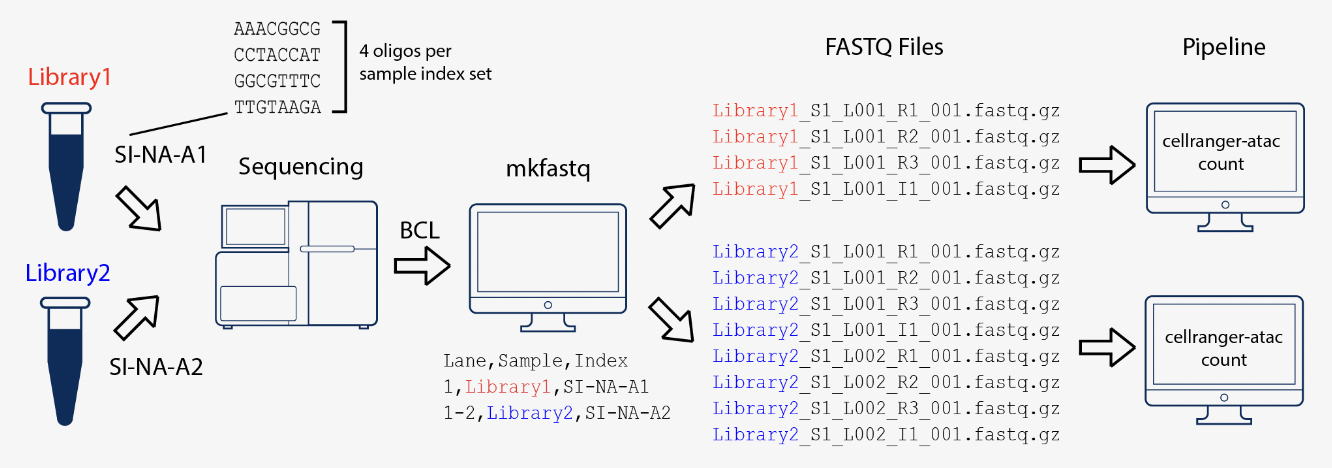 Library1
AAACGGCG
CCTACCAT
GGCGTTTC
TTGTAAGA
4 oligos per
sample index set
SI-NA-A1
Library2
SI-NA-A2
Sequencing
BCL
mkfastq
Lane,Sample,Index
1,Library1,SI-NA-A1
1-2,Library2,SI-NA-A2
FASTQ Files
Library1_S1_L001_R1_001.fastq.gz
Library1_S1_L001_R2_001.fastq.gz
Library1_S1_L001_R3_001.fastq.gz
Library1_S1_L001_I1_001.fastq.gz
Library2_S1_L001_R1_001.fastq.gz
Library2_S1_L001_R2_001.fastq.gz
Library2_S1_L001_R3_001.fastq.gz
Library2_S1_L001_I1_001.fastq.gz
Library2_S1_L002_R1_001.fastq.gz
Library2_S1_L002_R2_001.fastq.gz
Library2_S1_L002_R3_001.fastq.gz
Library2_S1_L002_I1_001.fastq.gz
Pipeline
cellranger-atac
count
cellranger-atac
count